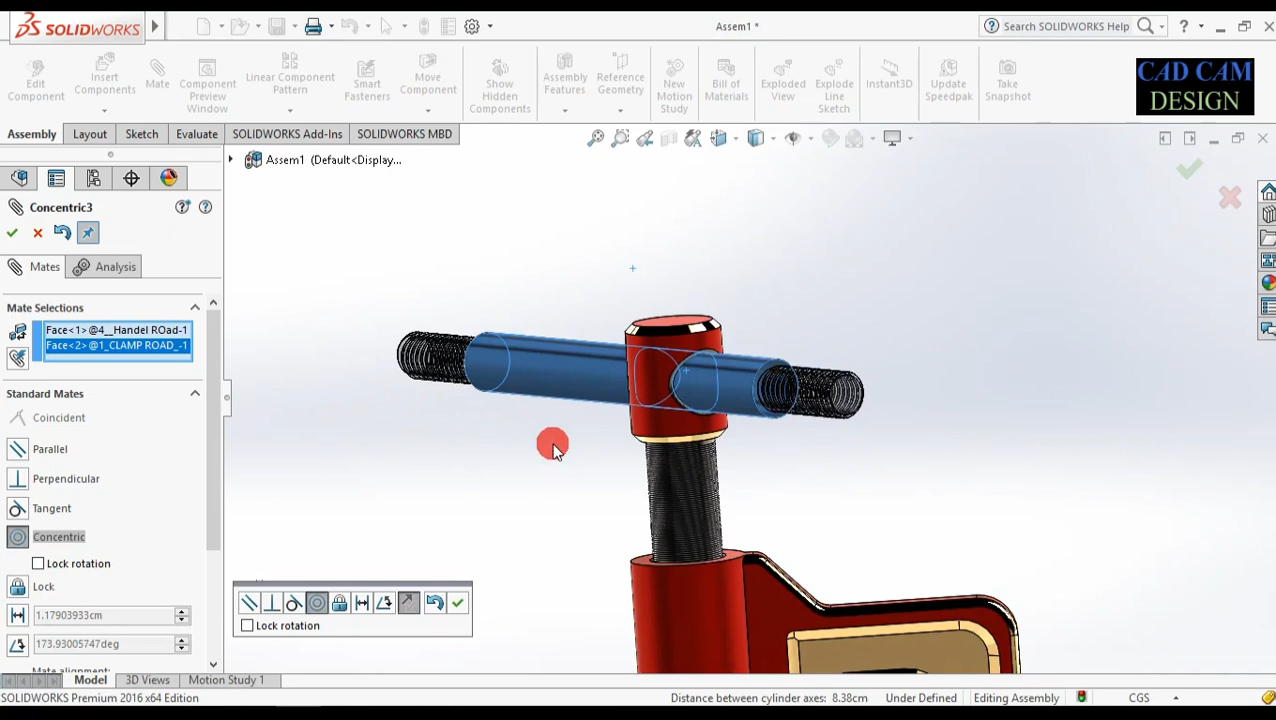 SOLIDWORKS
Assem1 *
Search SOLIDWORKS Help
?
Edit Component
Insert Components
Mate
Component Preview Window
Linear Component Pattern
Smart Fasteners
Move Component
Show Hidden Components
Assembly Features
Reference Geometry
New Motion Study
Bill of Materials
Exploded View
Explode Line Sketch
Instant3D
Update Speedpak
Take Snapshot
CAD CAM
DESIGN
Assembly
Layout
Sketch
Evaluate
SOLIDWORKS Add-Ins
SOLIDWORKS MBD
Assem1 (Default<Display...
Concentric3
Mates
Analysis
Mate Selections
Face<1>@4__Handel ROad-1
Face<2>@1_CLAMP ROAD_-1
Standard Mates
Coincident
Parallel
Perpendicular
Tangent
Concentric
Lock rotation
Lock
1.17903933cm
173.93005747deg
Mate alignment:
Lock rotation
Model
3D Views
Motion Study 1
SOLIDWORKS Premium 2016 x64 Edition
Distance between cylinder axes: 8.38cm
Under Defined
Editing Assembly
CGS